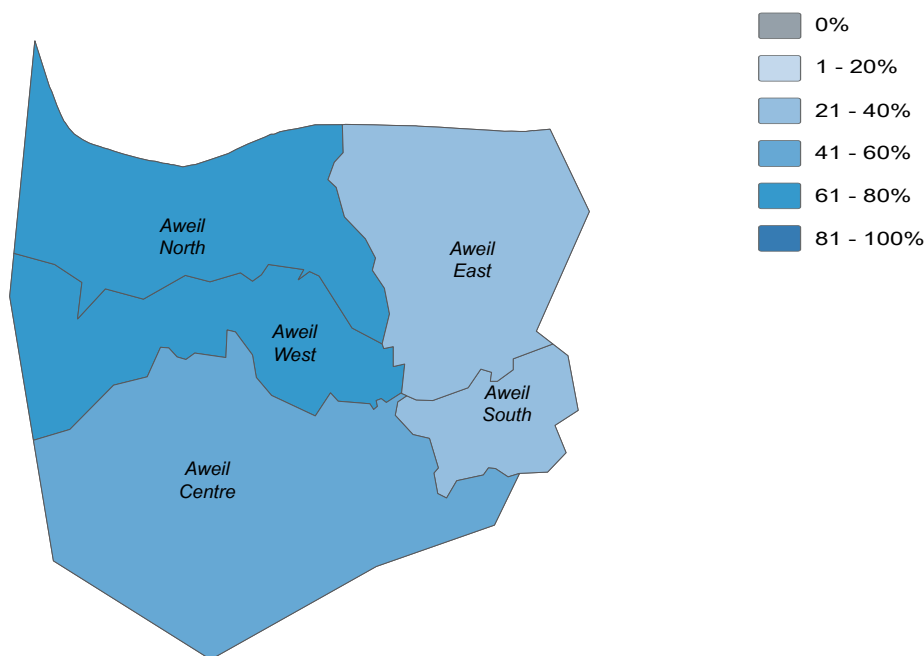 0%
1 - 20%
21 - 40%
41 - 60%
61 - 80%
81 - 100%
Aweil
North
Aweil
East
Aweil
West
Aweil
South
Aweil
Centre